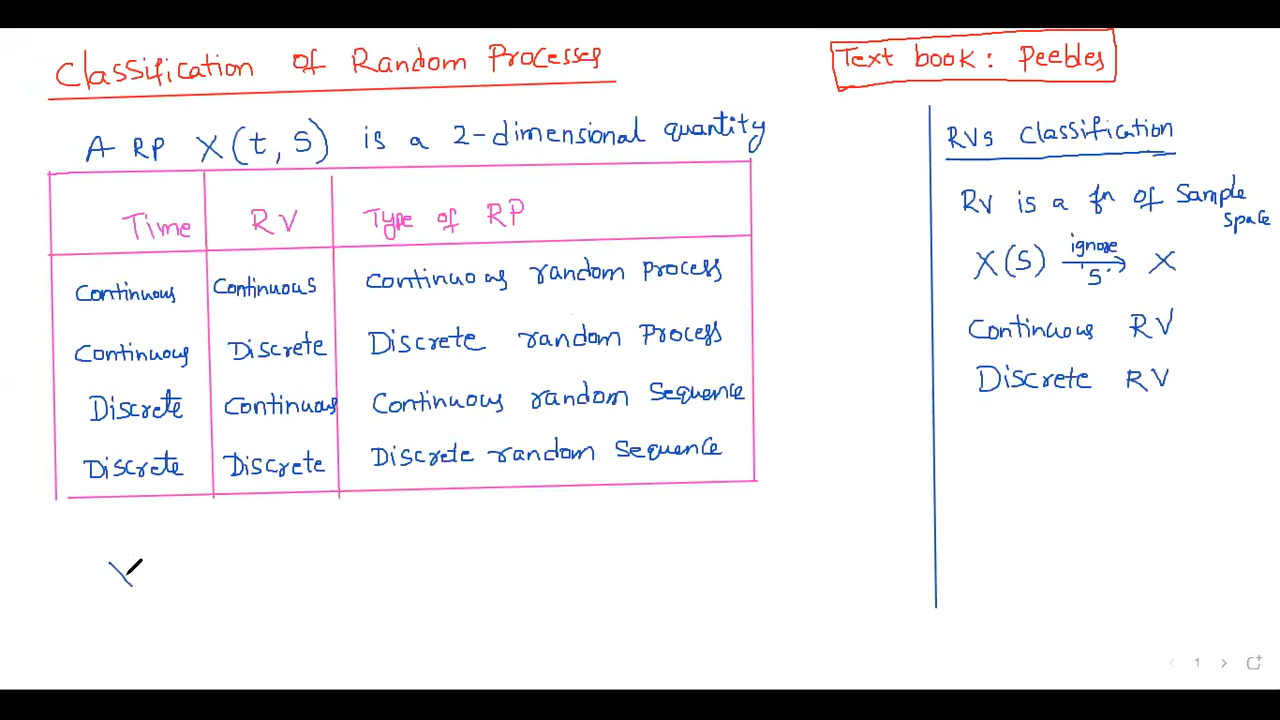 Classification of Random Processes
Text book: Peebles
A RP X(t, S) is a 2-dimensional quantity
Time RV Type of RP
Continuous Continuous Continuous random process
Continuous Discrete Discrete random process
Discrete Continuous Continuous random Sequence
Discrete Discrete Discrete random Sequence
RVs Classification
RV is a fn of Sample
Space
X(S) ignore 'S' → X
Continuous RV
Discrete RV
1